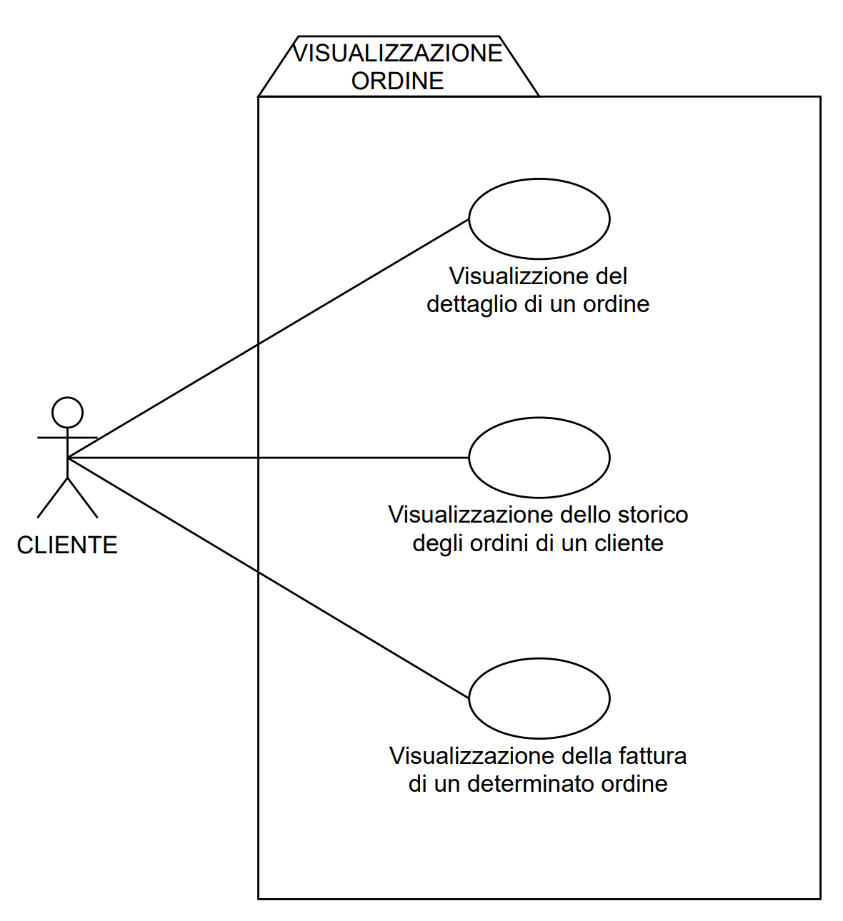 VISUALIZZAZIONE
ORDINE
Visualizzione del
dettaglio di un ordine
CLIENTE
Visualizzazione dello storico
degli ordini di un cliente
Visualizzazione della fattura
di un determinato ordine